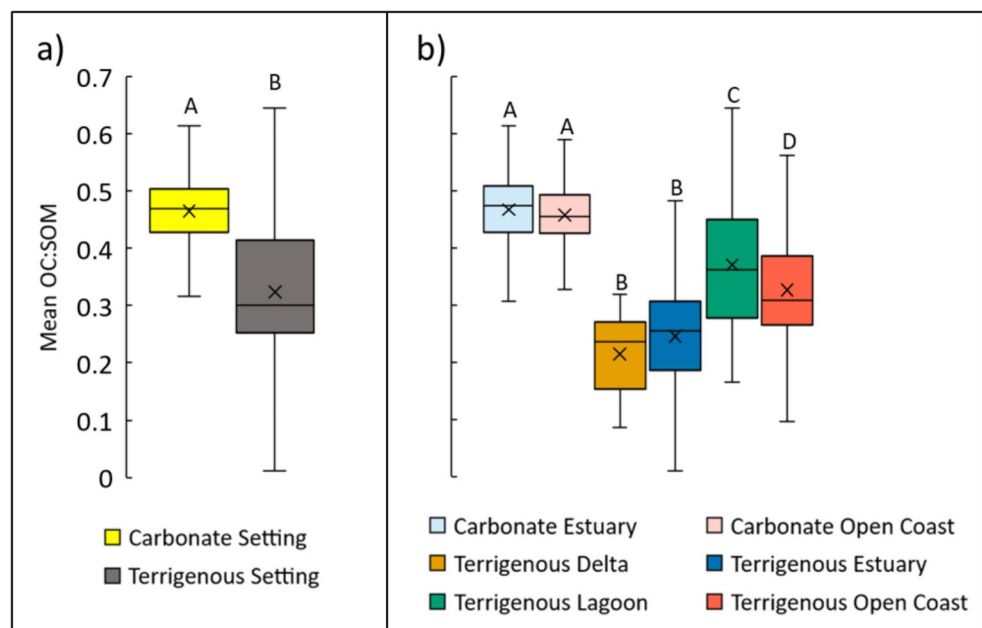 a)
b)
Mean OC:SOM
0.7
0.6
0.5
0.4
0.3
0.2
0.1
0
A
B
A
A
B
B
C
D
Carbonate Setting
Terrigenous Setting
Carbonate Estuary
Carbonate Open Coast
Terrigenous Delta
Terrigenous Estuary
Terrigenous Lagoon
Terrigenous Open Coast